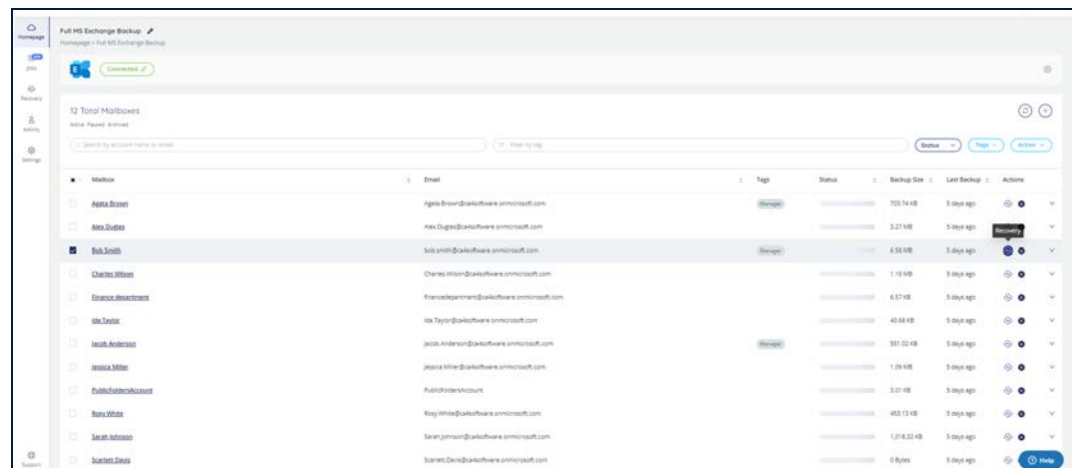 Full MS Exchange Backup
Homepage > Full MS Exchange Backup
Homepage
Jobs
Recovery
Activity
Settings
Support
Connected
12 Total Mailboxes
Active Paused Archived
Search by account name or email
Filter by tag
Status
Tags
Action
Mailbox Email Tags Status Backup Size Last Backup Actions
Agata Brown Agata.Brown@ca4software.onmicrosoft.com Manager 703.74 KB 5 days ago
Alex Dugles Alex.Dugles@ca4software.onmicrosoft.com 3.27 MB 5 days ago
Recovery
Bob Smith bob.smith@ca4software.onmicrosoft.com Manager 6.58 MB 5 days ago
Charles Wilson Charles.Wilson@ca4software.onmicrosoft.com 1.16 MB 5 days ago
Finance department financedepartment@ca4software.onmicrosoft.com 6.57 KB 5 days ago
Ida Taylor Ida.Taylor@ca4software.onmicrosoft.com 40.68 KB 5 days ago
Jacob Anderson Jacob.Anderson@ca4software.onmicrosoft.com Manager 591.02 KB 5 days ago
Jessica Miller Jessica.Miller@ca4software.onmicrosoft.com 1.09 MB 5 days ago
PublicFoldersAccount PublicFoldersAccount 3.01 KB 5 days ago
Roxy White Roxy.White@ca4software.onmicrosoft.com 453.13 KB 5 days ago
Sarah Johnson Sarah.Johnson@ca4software.onmicrosoft.com 1,018.32 KB 5 days ago
Scarlett Davis Scarlett.Davis@ca4software.onmicrosoft.com 0 Bytes 5 days ago
Help